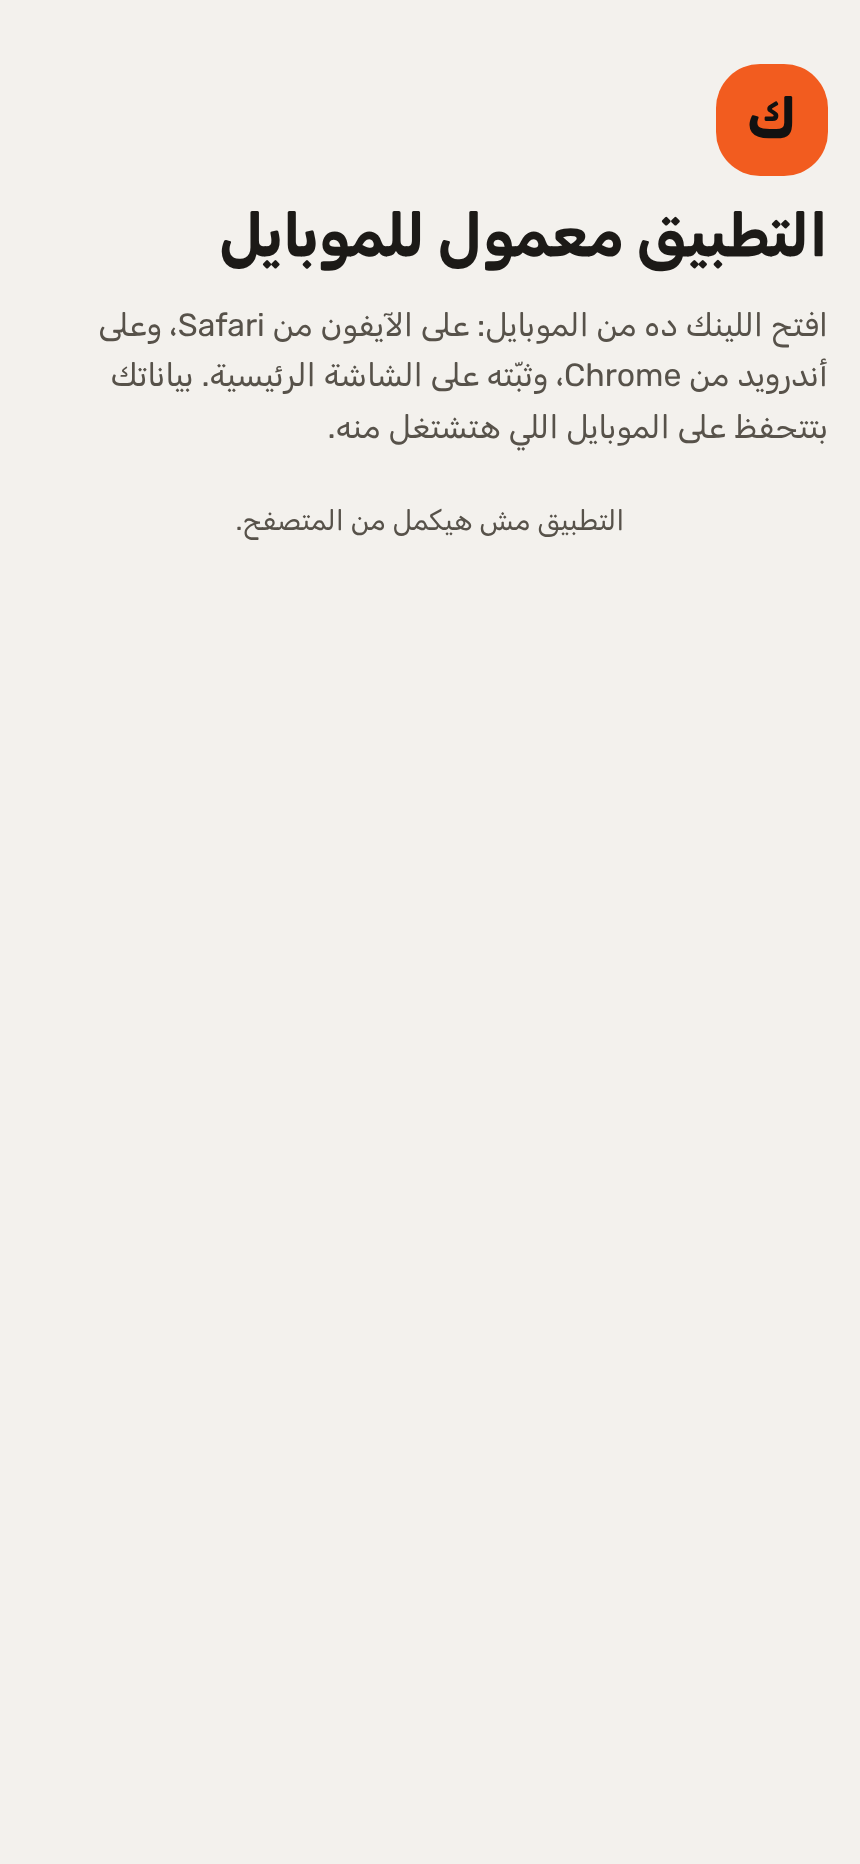 ك
التطبيق معمول للموبايل
افتح اللينك ده من الموبايل: على الآيفون من Safari، وعلى
أندرويد من Chrome، وثبّته على الشاشة الرئيسية. بياناتك
بتتحفظ على الموبايل اللي هتشتغل منه.
التطبيق مش هيكمل من المتصفح.